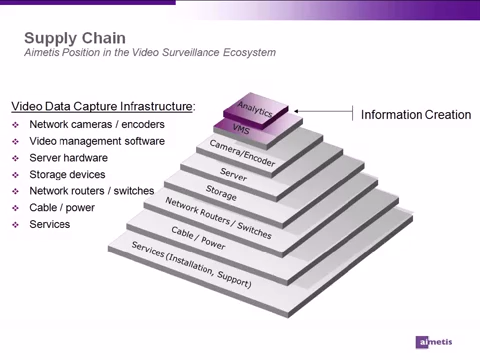 Supply Chain
Aimetis Position in the Video Surveillance Ecosystem
Video Data Capture Infrastructure:
Network cameras / encoders
Video management software
Server hardware
Storage devices
Network routers / switches
Cable / power
Services
Analytics
VMS
Camera/Encoder
Server
Storage
Network Routers / Switches
Cable / Power
Services (Installation, Support)
Information Creation
aimetis